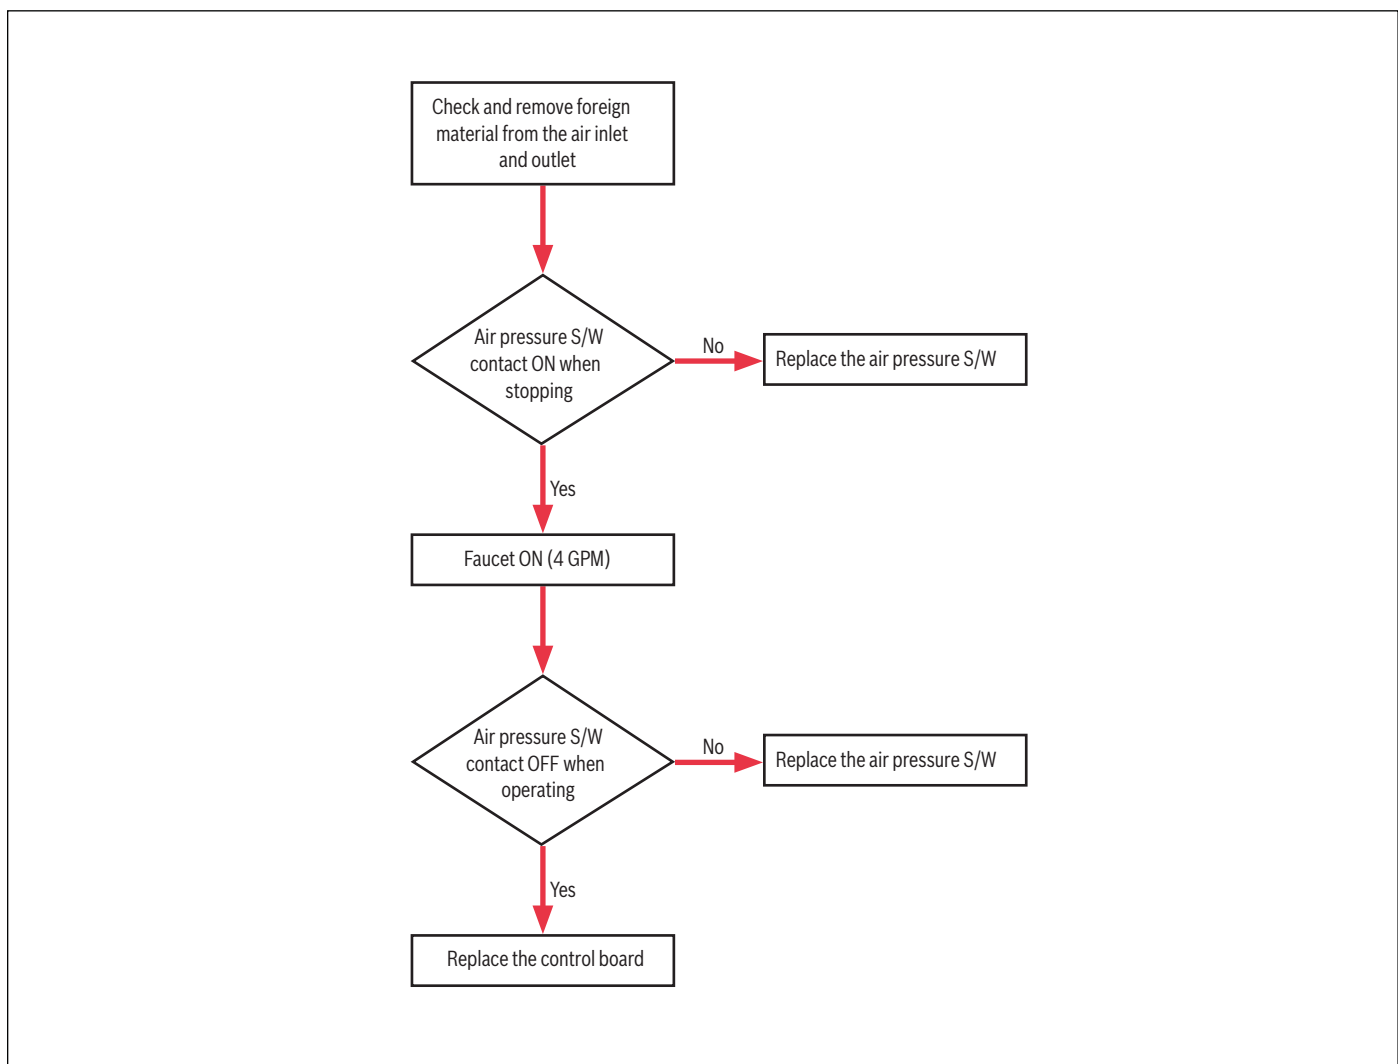 Check and remove foreign
material from the air inlet
and outlet
Air pressure S/W
contact ON when
stopping
No
Replace the air pressure S/W
Yes
Faucet ON (4 GPM)
Air pressure S/W
contact OFF when
operating
No
Replace the air pressure S/W
Yes
Replace the control board